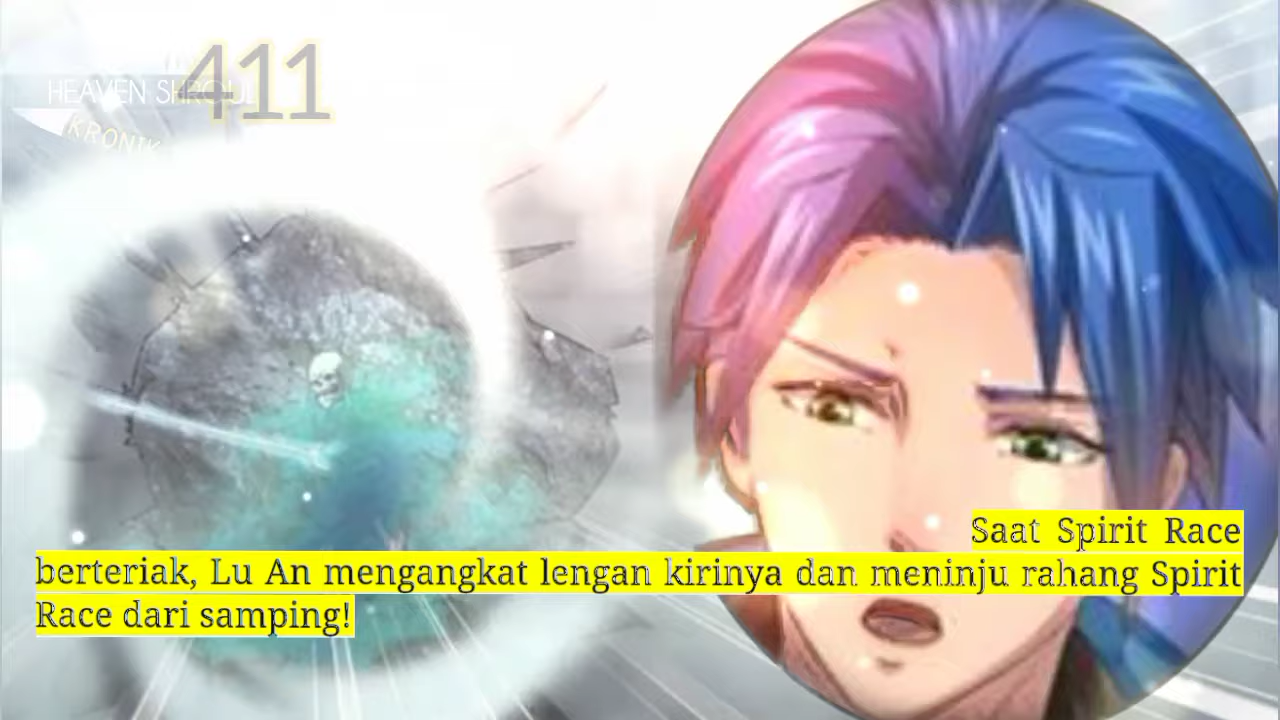 411
HEAVEN SHROUD
KRONIK
Saat Spirit Race
berteriak, Lu An mengangkat lengan kirinya dan meninju rahang Spirit
Race dari samping!